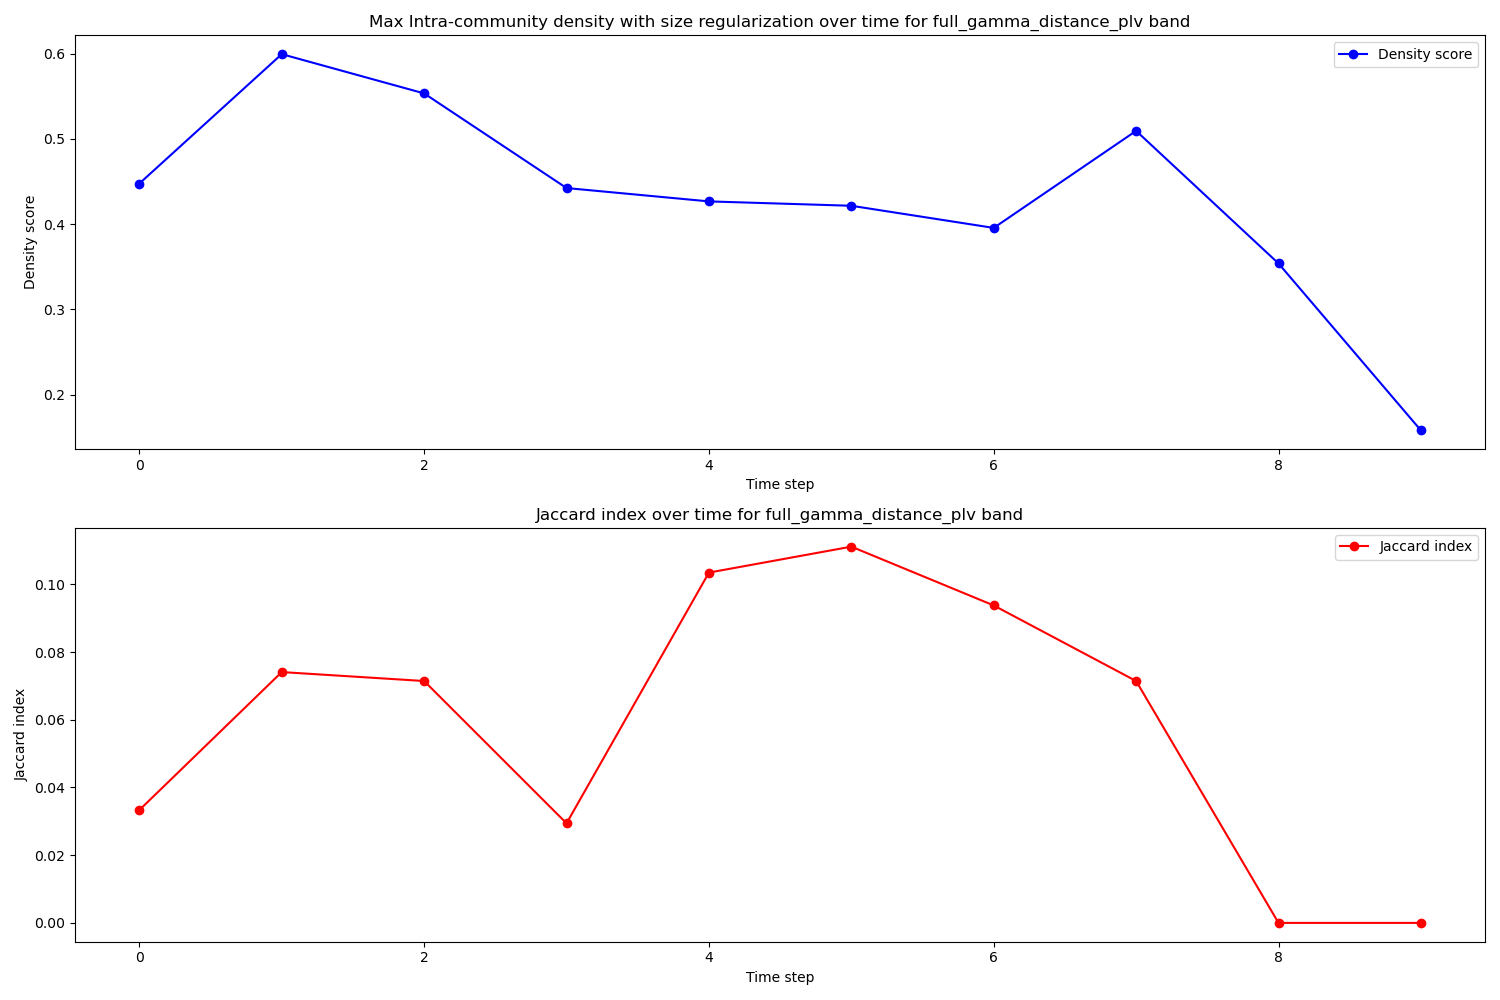 Max Intra-community density with size regularization over time for full_gamma_distance_plv band
Density score
0.6
0.5
0.4
0.3
0.2
Density score
0 2 4 6 8
Time step
Jaccard index over time for full_gamma_distance_plv band
Jaccard index
0.10
0.08
0.06
0.04
0.02
0.00
Jaccard index
0 2 4 6 8
Time step